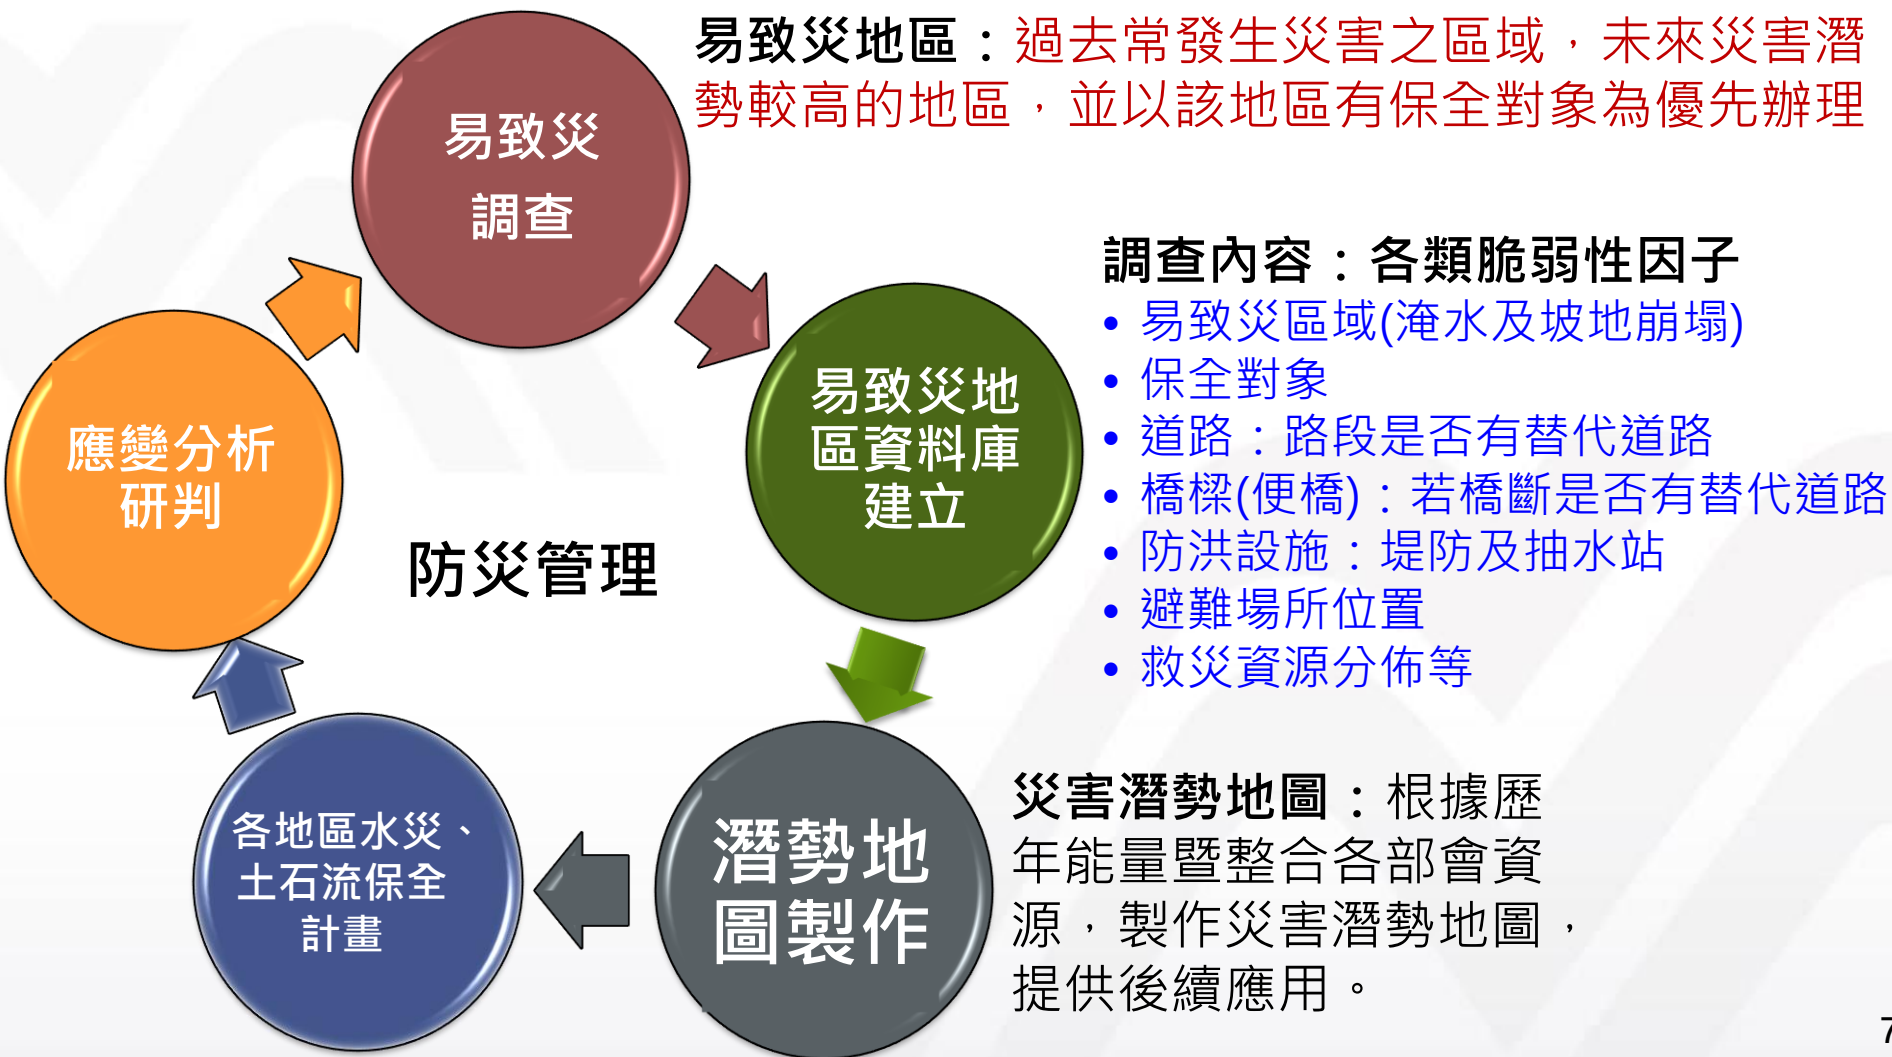 易致災地區：過去常發生災害之區域，未來災害潛
勢較高的地區，並以該地區有保全對象為優先辦理
易致災
調查
調查內容：各類脆弱性因子
• 易致災區域(淹水及坡地崩塌)
• 保全對象
• 道路：路段是否有替代道路
• 橋樑(便橋)：若橋斷是否有替代道路
• 防洪設施：堤防及抽水站
• 避難場所位置
• 救災資源分佈等
易致災地
區資料庫
建立
應變分析
研判
防災管理
潛勢地
圖製作
災害潛勢地圖：根據歷
年能量暨整合各部會資
源，製作災害潛勢地圖，
提供後續應用。
各地區水災、
土石流保全
計畫
7